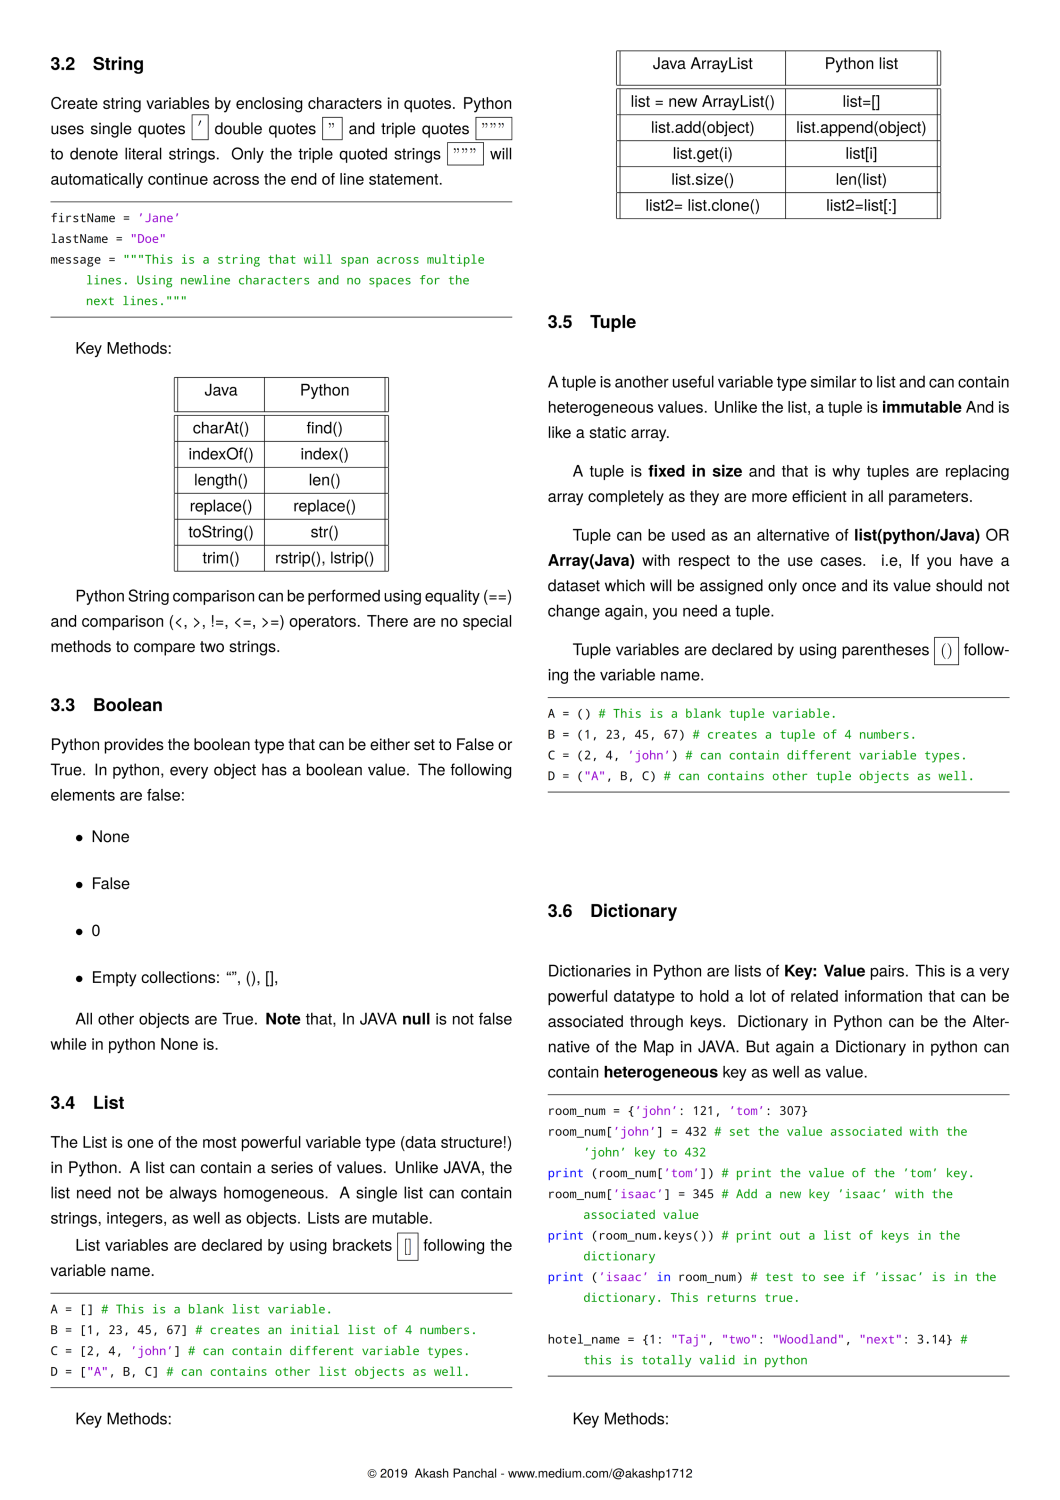 3.2 String
Create string variables by enclosing characters in quotes. Python
uses single quotes ′ double quotes ” and triple quotes ”””
to denote literal strings. Only the triple quoted strings ””” will
automatically continue across the end of line statement.
firstName = 'Jane'
lastName = "Doe"
message = """This is a string that will span across multiple
lines. Using newline characters and no spaces for the
next lines."""
Key Methods:
Java Python
charAt() find()
indexOf() index()
length() len()
replace() replace()
toString() str()
trim() rstrip(), lstrip()
Python String comparison can be performed using equality (==)
and comparison (<, >, !=, <=, >=) operators. There are no special
methods to compare two strings.
3.3 Boolean
Python provides the boolean type that can be either set to False or
True. In python, every object has a boolean value. The following
elements are false:
• None
• False
• 0
• Empty collections: “”, (), [],
All other objects are True. Note that, In JAVA null is not false
while in python None is.
3.4 List
The List is one of the most powerful variable type (data structure!)
in Python. A list can contain a series of values. Unlike JAVA, the
list need not be always homogeneous. A single list can contain
strings, integers, as well as objects. Lists are mutable.
List variables are declared by using brackets [] following the
variable name.
A = [] # This is a blank list variable.
B = [1, 23, 45, 67] # creates an initial list of 4 numbers.
C = [2, 4, 'john'] # can contain different variable types.
D = ["A", B, C] # can contains other list objects as well.
Key Methods:
Java ArrayList Python list
list = new ArrayList() list=[]
list.add(object) list.append(object)
list.get(i) list[i]
list.size() len(list)
list2= list.clone() list2=list[:]
3.5 Tuple
A tuple is another useful variable type similar to list and can contain
heterogeneous values. Unlike the list, a tuple is immutable And is
like a static array.
A tuple is fixed in size and that is why tuples are replacing
array completely as they are more efficient in all parameters.
Tuple can be used as an alternative of list(python/Java) OR
Array(Java) with respect to the use cases. i.e, If you have a
dataset which will be assigned only once and its value should not
change again, you need a tuple.
Tuple variables are declared by using parentheses () follow-
ing the variable name.
A = () # This is a blank tuple variable.
B = (1, 23, 45, 67) # creates a tuple of 4 numbers.
C = (2, 4, 'john') # can contain different variable types.
D = ("A", B, C) # can contains other tuple objects as well.
3.6 Dictionary
Dictionaries in Python are lists of Key: Value pairs. This is a very
powerful datatype to hold a lot of related information that can be
associated through keys. Dictionary in Python can be the Alter-
native of the Map in JAVA. But again a Dictionary in python can
contain heterogeneous key as well as value.
room_num = {'john': 121, 'tom': 307}
room_num['john'] = 432 # set the value associated with the
'john' key to 432
print (room_num['tom']) # print the value of the 'tom' key.
room_num['isaac'] = 345 # Add a new key 'isaac' with the
associated value
print (room_num.keys()) # print out a list of keys in the
dictionary
print ('isaac' in room_num) # test to see if 'issac' is in the
dictionary. This returns true.
hotel_name = {1: "Taj", "two": "Woodland", "next": 3.14} #
this is totally valid in python
Key Methods:
© 2019 Akash Panchal - www.medium.com/@akashp1712